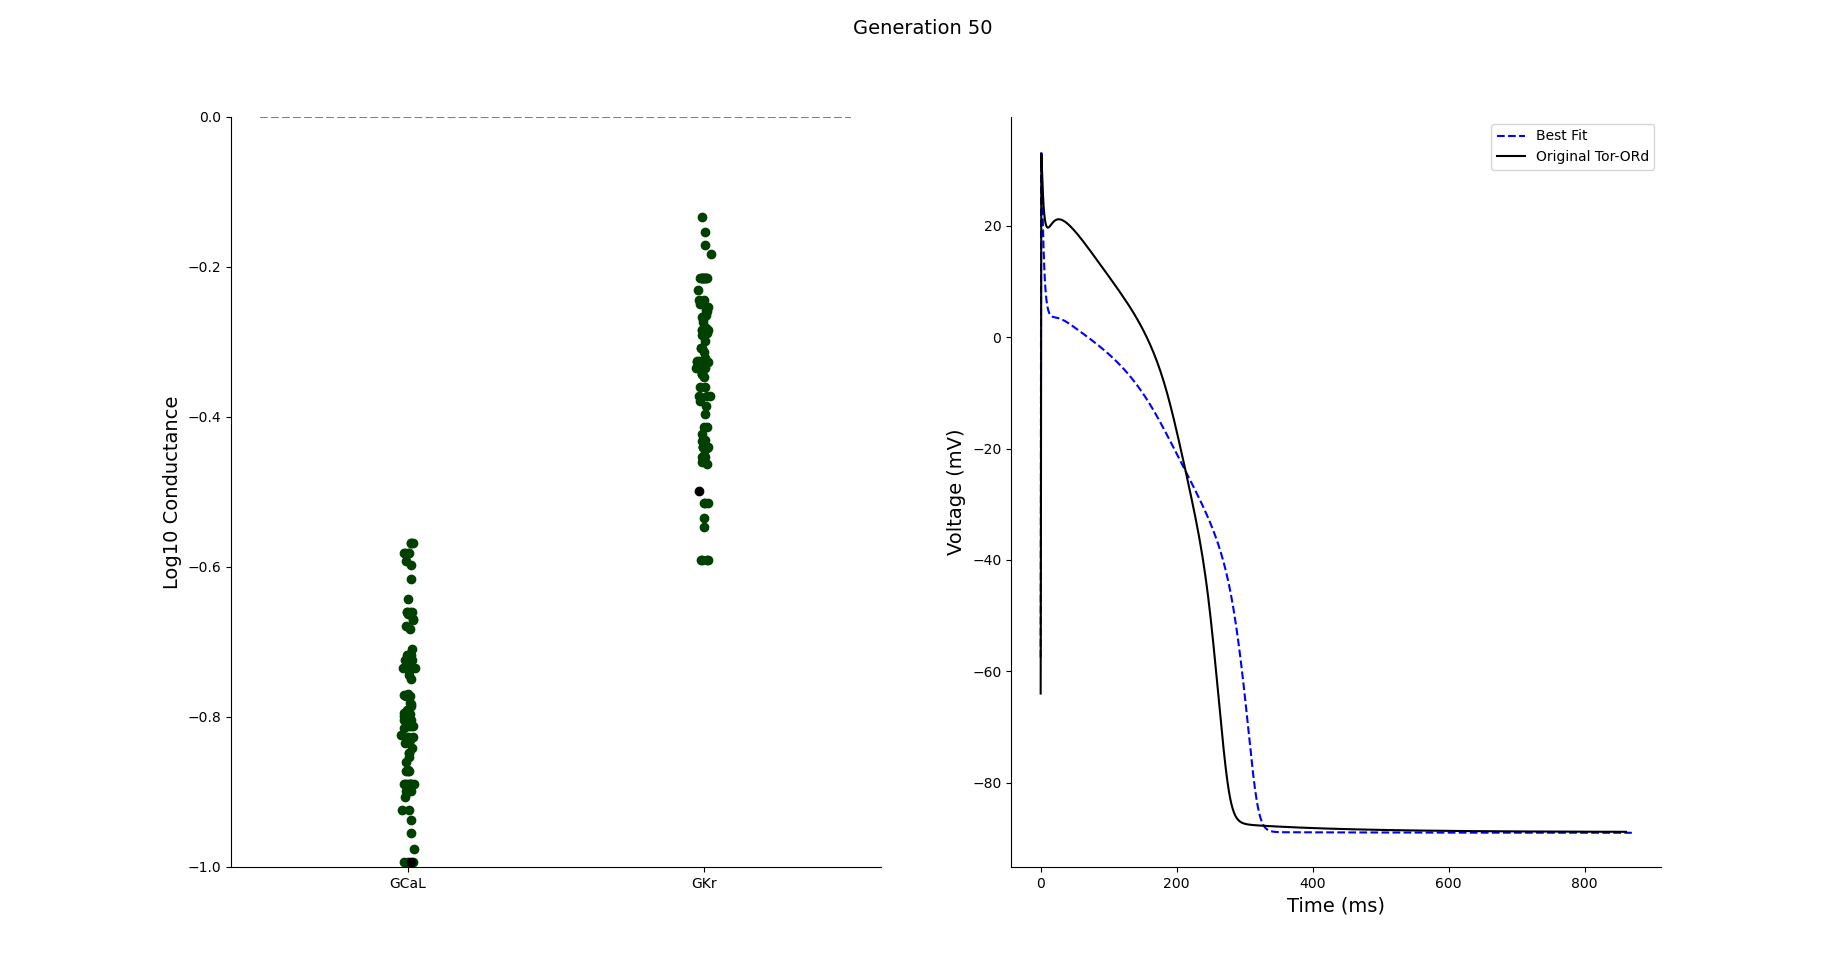 Generation 50
Log10 Conductance
0.0
−0.2
−0.4
−0.6
−0.8
−1.0
GCaL
GKr
Voltage (mV)
20
0
−20
−40
−60
−80
0
200
400
600
800
Time (ms)
Best Fit
Original Tor-ORd